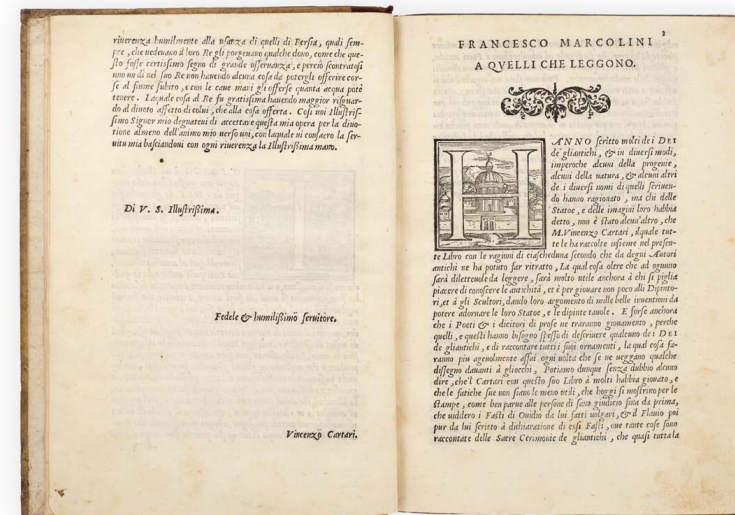 riuerenza humilmente alla usanza di quelli di Persia, quali sem-
pre, che uedeuano il loro Re gli porgeuano qualche dono, come che que-
sto fosse certissimo segno di grande osseruanza, e perciò scontratosi
uno un dì nel suo Re non hauendo alcuna cosa da potergli offerire cor-
se al fiume subito, e con le caue mani gli offerse quanta acqua potè
tenere. Laquale cosa al Re fu gratissima hauendo maggior risguar-
do al diuoto affetto di colui, che alla cosa offerta. Cosi uoi Illustris-
simo Signor mio degnateui di accettare questa mia opera per la diuo-
tione almeno dell'animo mio uerso uoi, con laquale ui consacro la ser-
uitu mia basciandoui con ogni riuerenza la Illustrißima mano.
Di V. S. Illustrißima.
Fedele & humilißimo seruitore.
Vincenzo Cartari.
3
FRANCESCO MARCOLINI
A QVELLI CHE LEGGONO.
HANNO scritto molti de i DEI
de gliantichi, & in diuersi modi,
imperoche alcuni della progenie,
alcuni della natura, & alcuni altri
de i diuersi nomi di quelli scriuen-
do hanno ragionato, ma chi delle
Statoe, e delle imagini loro habbia
detto, non è stato alcun'altro, che
M. Vincenzo Cartari, ilquale tut-
te le ha raccolte insieme nel presen-
te Libro con le ragioni di ciascheduna secondo che da degni Autori
antichi ne ha potuto far ritratto, La qual cosa oltre che ad ognuno
sarà dilettevole da leggere, sarà molto utile anchora à chi si piglia
piacere di conoscere le antichità, et è per giouare non poco alli Dipinto-
ri, et à gli Scultori, dando loro argomento di mille belle inuentioni da
potere adornare le loro Statoe, e le dipinte tauole. E forse anchora
che i Poeti & i dicitori di prose ne traranno giouamento, perche
quelli, e questi hanno bisogno spesso di descriuere qualcuno de i DEI
de gliantichi, e di raccontare tutti i suoi ornamenti, la qual cosa fa-
ranno piu ageuolmente assai ogni uolta che se ne ueggano qualche
dissegno dauanti à gliocchi, Potiamo dunque senza dubbio alcuno
dire, che'l Cartari con questo suo Libro à molti habbia giouato, e
che le fatiche sue non siano le meno utili, che hoggi si mostrino per le
stampe, come ben parue alle persone di sano giudicio fina da prima,
che uiddero i Fasti di Ouidio da lui fatti uolgari, & il Flauio poi
pur da lui scritto à dichiaratione di essi Fasti, oue tante cose sono
raccontate delle Sacre Cerimonie de gliantichi, che quasi tutta la